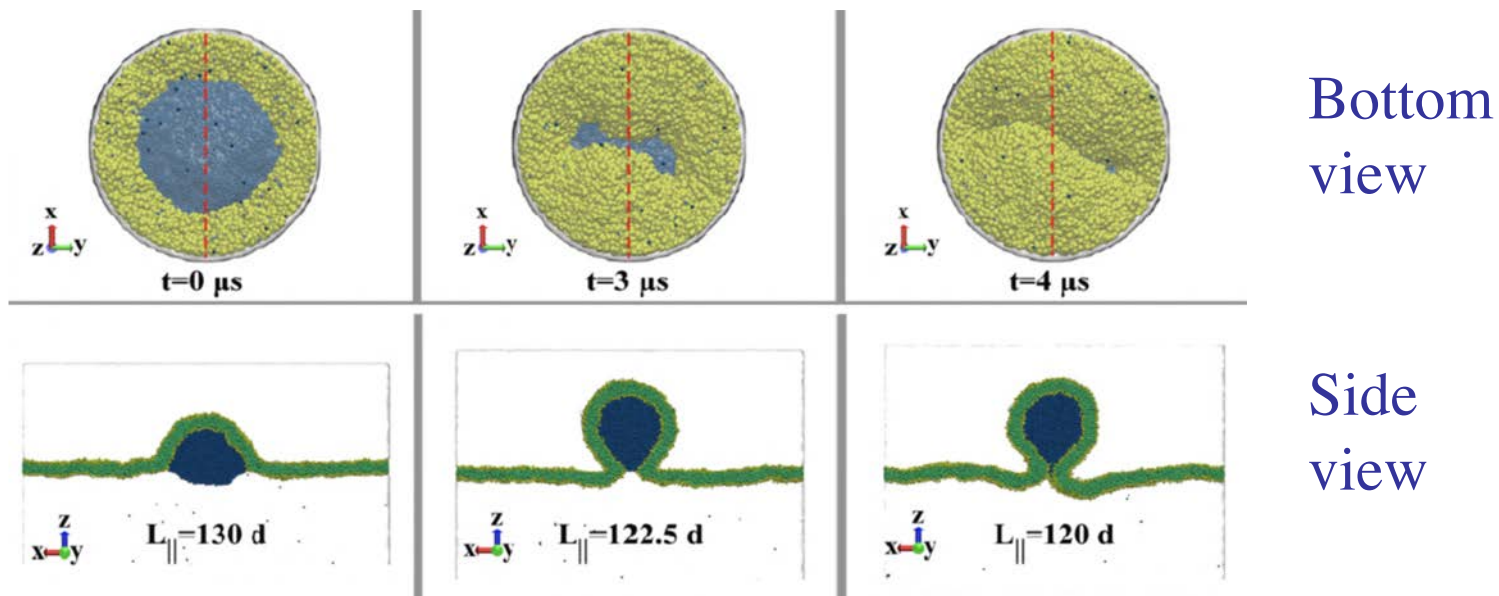 Bottom
view
x
z y
t=0 μs
x
z y
t=3 μs
x
z y
t=4 μs
Side
view
z
x y
L||=130 d
z
x y
L||=122.5 d
z
x y
L||=120 d